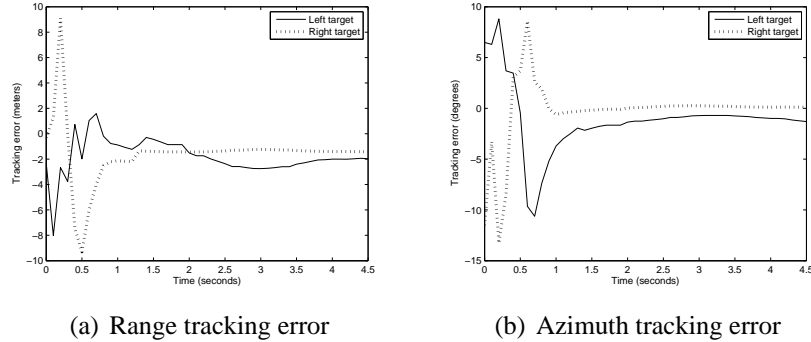 10
8
6
4
2
0
−2
−4
−6
−8
−10
0 0.5 1 1.5 2 2.5 3 3.5 4 4.5
Tracking error (meters)
Time (seconds)
Left target
Right target
(a) Range tracking error
10
5
0
−5
−10
−15
0 0.5 1 1.5 2 2.5 3 3.5 4 4.5
Tracking error (degrees)
Time (seconds)
Left target
Right target
(b) Azimuth tracking error